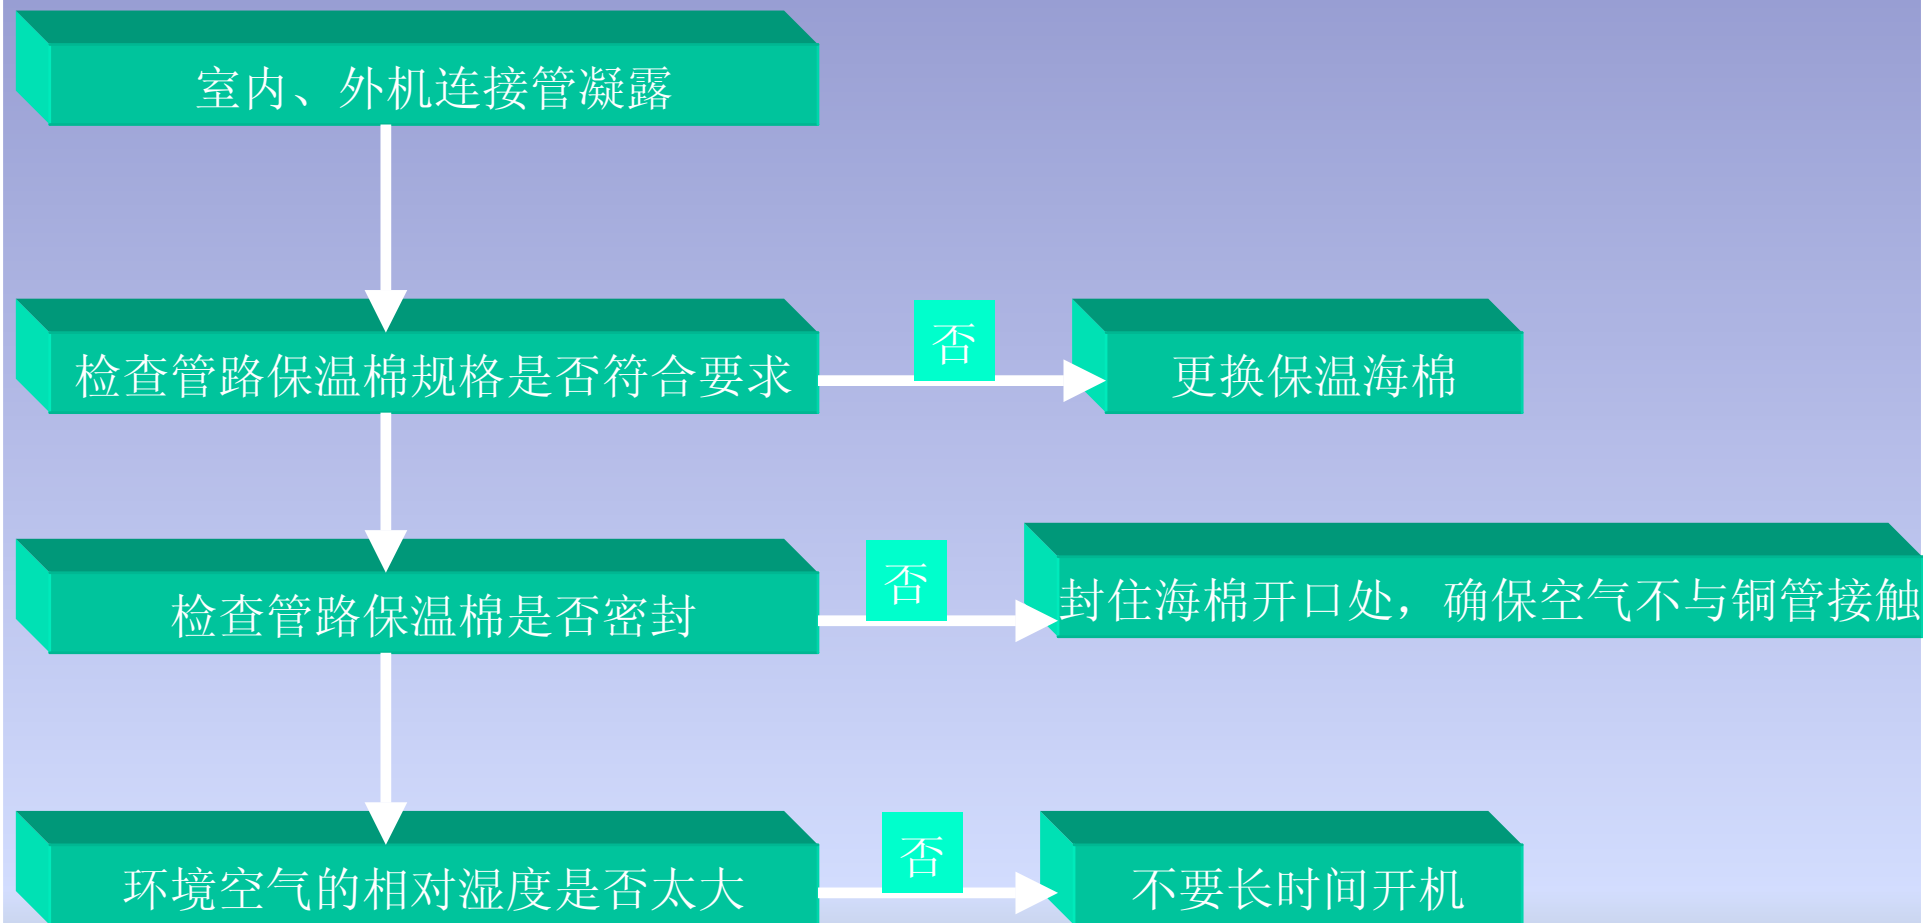 室内、外机连接管凝露
检查管路保温棉规格是否符合要求
否
更换保温海棉
检查管路保温棉是否密封
否
封住海棉开口处，确保空气不与铜管接触
环境空气的相对湿度是否太大
否
不要长时间开机